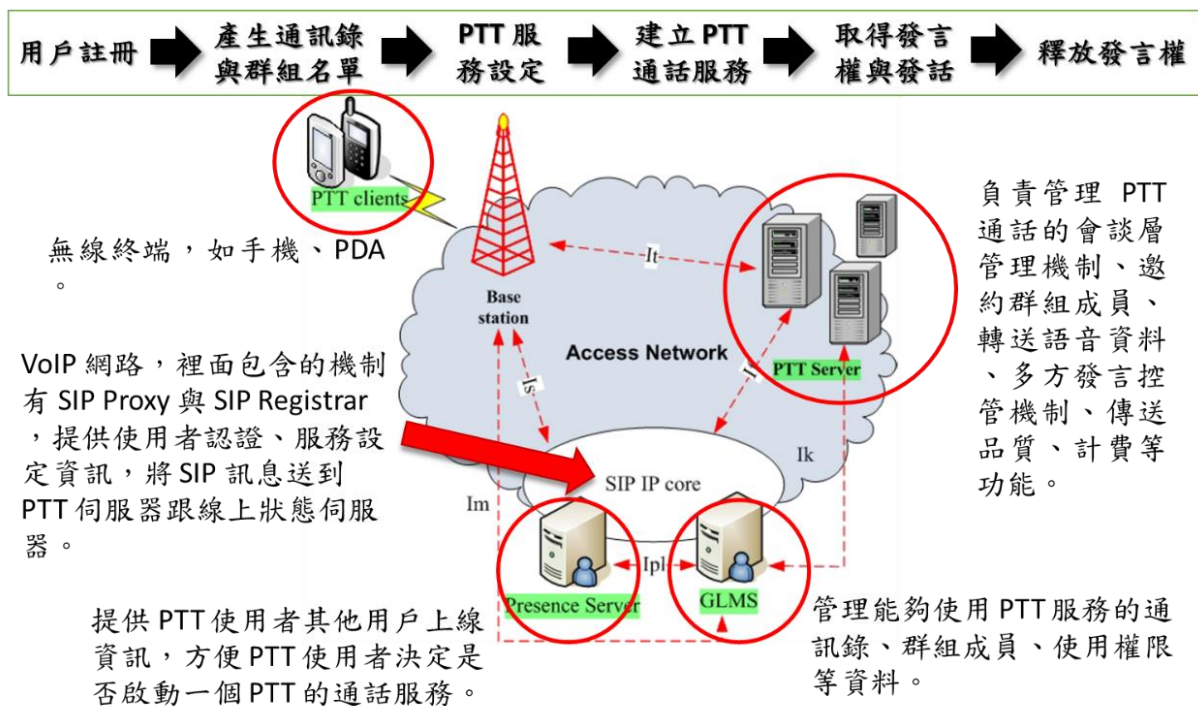 用戶註冊
產生通訊錄
與群組名單
PTT 服
務設定
建立 PTT
通話服務
取得發言
權與發話
釋放發言權
PTT clients
無線終端，如手機、PDA
。
VoIP 網路，裡面包含的機制
有 SIP Proxy 與 SIP Registrar
，提供使用者認證、服務設
定資訊，將 SIP 訊息送到
PTT 伺服器跟線上狀態伺服
器。
Base
station
It
Is
Access Network
PTT Server
負責管理 PTT
通話的會談層
管理機制、邀
約群組成員、
轉送語音資料
、多方發言控
管機制、傳送
品質、計費等
功能。
Ik
SIP IP core
Im
Ipl
Presence Server
GLMS
提供 PTT 使用者其他用戶上線
資訊，方便 PTT 使用者決定是
否啟動一個 PTT 的通話服務。
管理能夠使用 PTT 服務的通
訊錄、群組成員、使用權限
等資料。